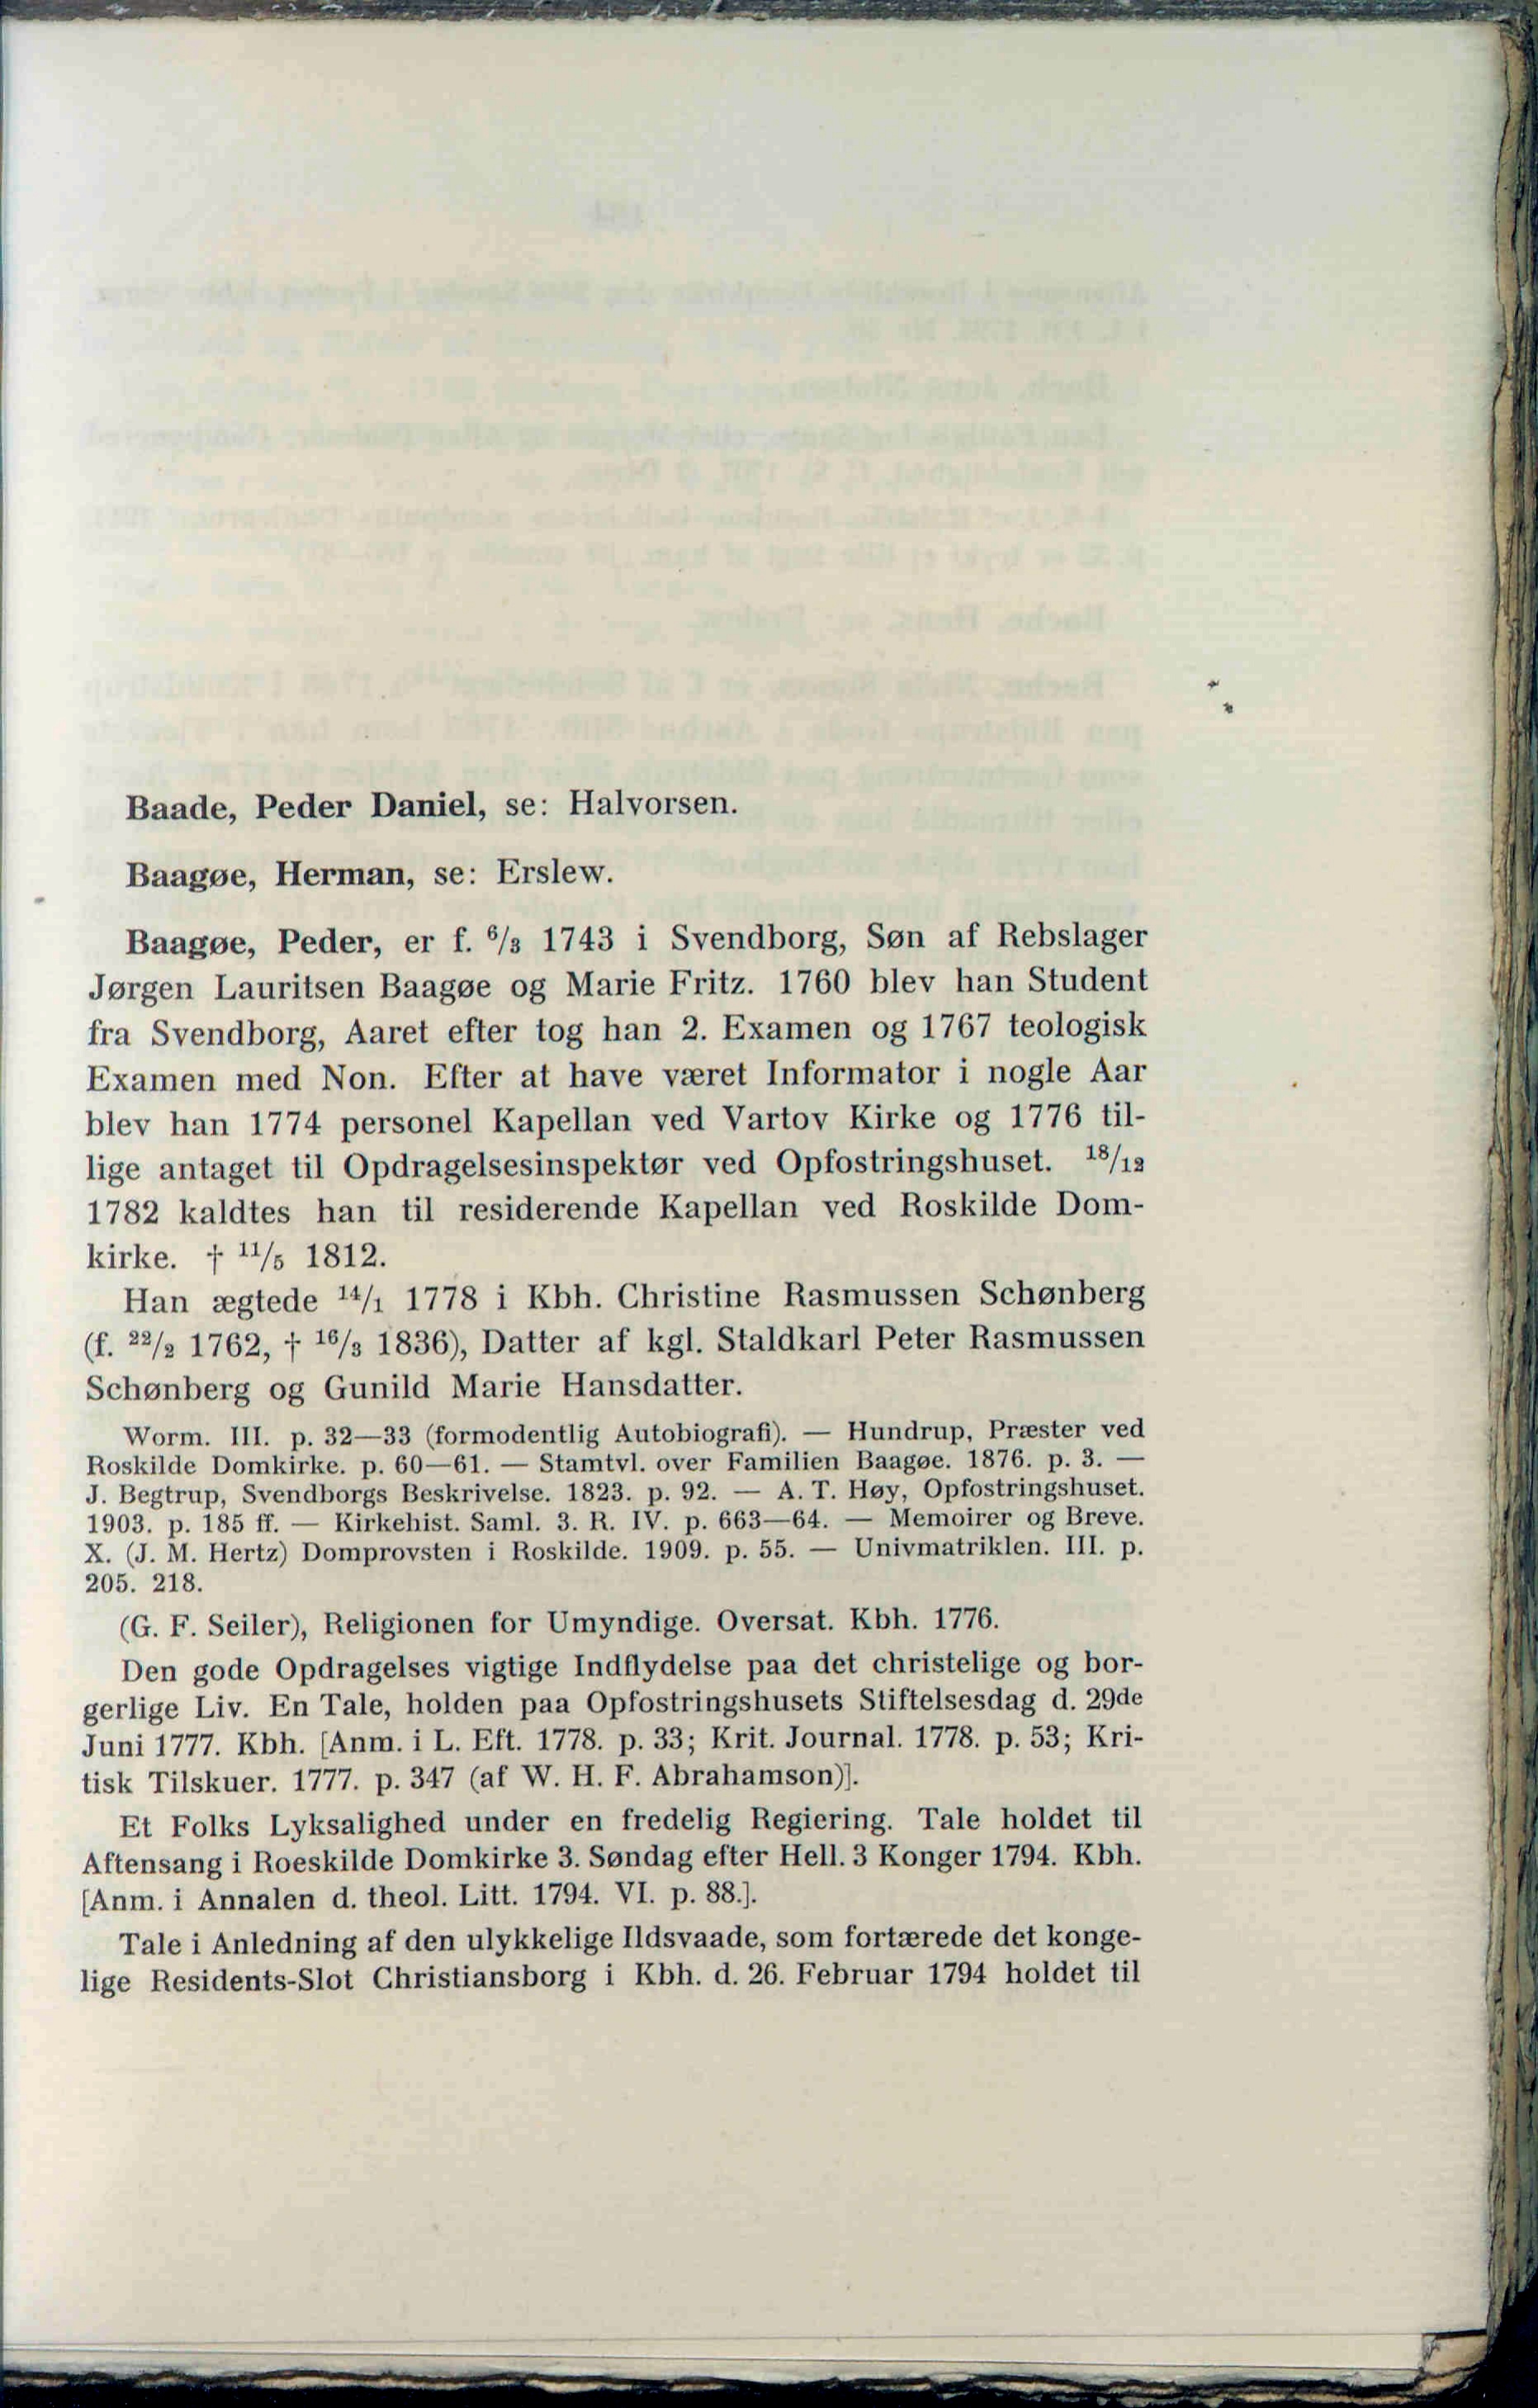 Baade, Peder Daniel, se: Halvorsen.
Baagøe, Herman, se: Erslew.
Baagøe, Peder, er f. ⁶/₃ 1743 i Svendborg, Søn af Rebslager
Jørgen Lauritsen Baagøe og Marie Fritz. 1760 blev han Student
fra Svendborg, Aaret efter tog han 2. Examen og 1767 teologisk
Examen med Non. Efter at have været Informator i nogle Aar
blev han 1774 personel Kapellan ved Vartov Kirke og 1776 til-
lige antaget til Opdragelsesinspektør ved Opfostringshuset. ¹⁸/₁₂
1782 kaldtes han til residerende Kapellan ved Roskilde Dom-
kirke. † ¹¹/₅ 1812.
Han ægtede ¹⁴/₁ 1778 i Kbh. Christine Rasmussen Schønberg
(f. ²²/₂ 1762, † ¹⁶/₃ 1836), Datter af kgl. Staldkarl Peter Rasmussen
Schønberg og Gunild Marie Hansdatter.
Worm. III. p. 32—33 (formodentlig Autobiografi). — Hundrup, Præster ved
Roskilde Domkirke. p. 60—61. — Stamtvl. over Familien Baagøe. 1876. p. 3. —
J. Begtrup, Svendborgs Beskrivelse. 1823. p. 92. — A. T. Høy, Opfostringshuset.
1903. p. 185 ff. — Kirkehist. Saml. 3. R. IV. p. 663—64. — Memoirer og Breve.
X. (J. M. Hertz) Domprovsten i Roskilde. 1909. p. 55. — Univmatriklen. III. p.
205. 218.
(G. F. Seiler), Religionen for Umyndige. Oversat. Kbh. 1776.
Den gode Opdragelses vigtige Indflydelse paa det christelige og bor-
gerlige Liv. En Tale, holden paa Opfostringshusets Stiftelsesdag d. 29de
Juni 1777. Kbh. [Anm. i L. Eft. 1778. p. 33; Krit. Journal. 1778. p. 53; Kri-
tisk Tilskuer. 1777. p. 347 (af W. H. F. Abrahamson)].
Et Folks Lyksalighed under en fredelig Regiering. Tale holdet til
Aftensang i Roeskilde Domkirke 3. Søndag efter Hell. 3 Konger 1794. Kbh.
[Anm. i Annalen d. theol. Litt. 1794. VI. p. 88.].
Tale i Anledning af den ulykkelige Ildsvaade, som fortærede det konge-
lige Residents-Slot Christiansborg i Kbh. d. 26. Februar 1794 holdet til